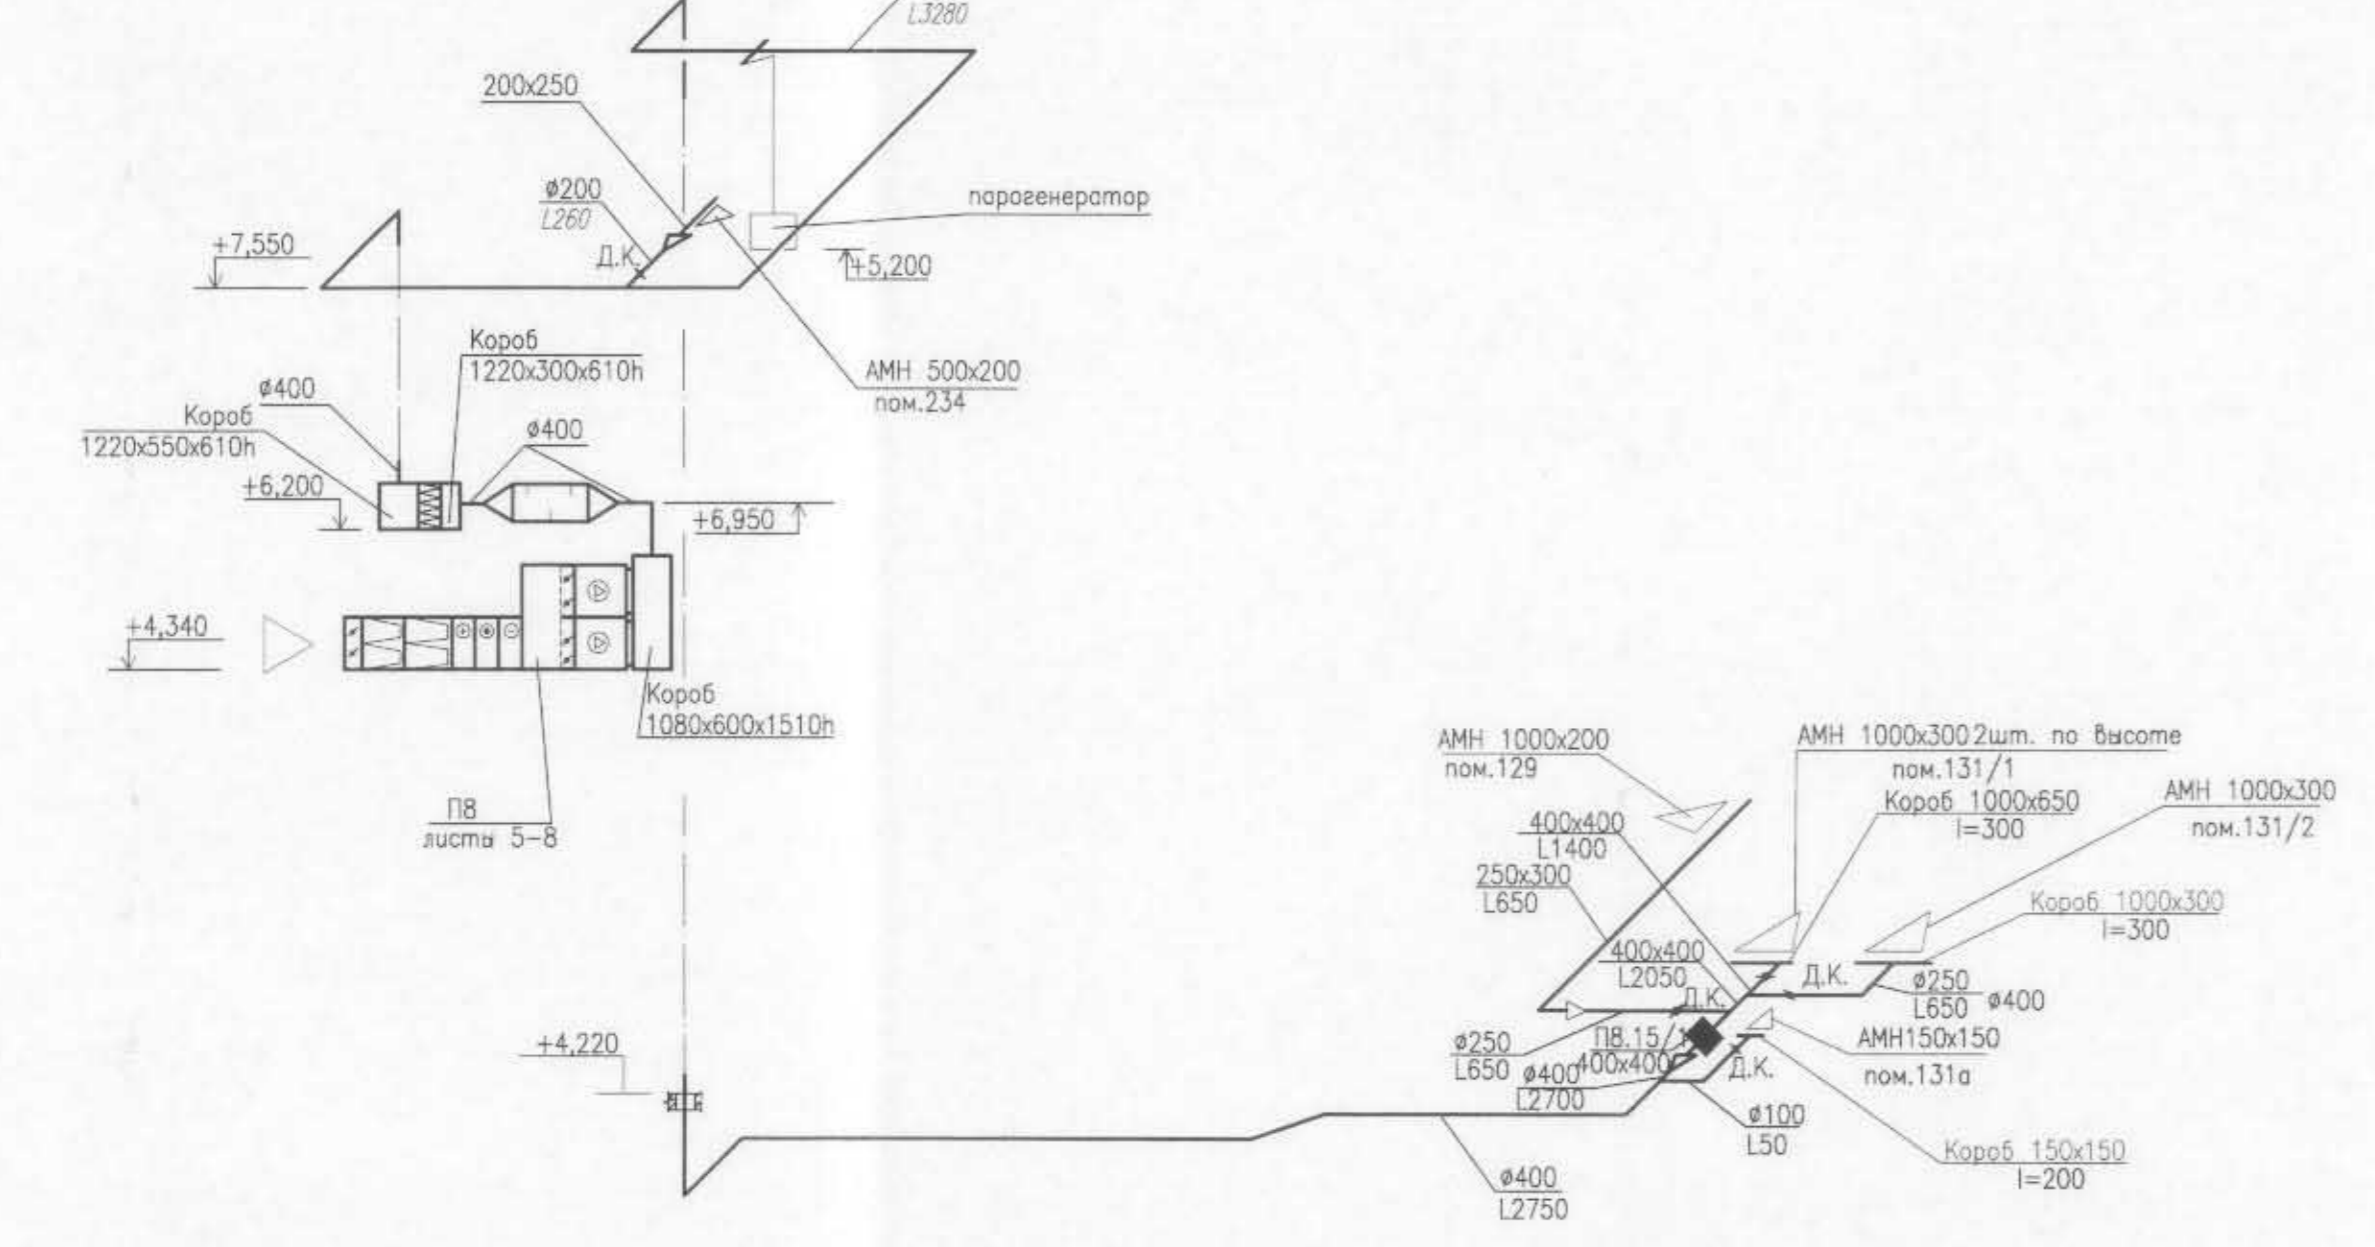 L3280
200x250
ø200
L260
парогенератор
Д.К.
+7,550
+5,200
Короб
1220x300x610h
АМН 500x200
пом.234
ø400
Короб
1220x550x610h
ø400
+6,200
+6,950
+4,340
Короб
1080x600x1510h
П8
листы 5-8
АМН 1000x200
пом.129
АМН 1000x300 2шт. по высоте
пом.131/1
Короб 1000x650
l=300
АМН 1000x300
пом.131/2
400x400
L1400
250x300
L650
Короб 1000x300
l=300
400x400
L2050
Д.К.
Д.К.
ø250
L650
ø400
+4,220
ø250
L650
П8.15
400x400
ø400
L2700
Д.К.
АМН150x150
пом.131а
ø100
L50
Короб 150x150
l=200
ø400
L2750